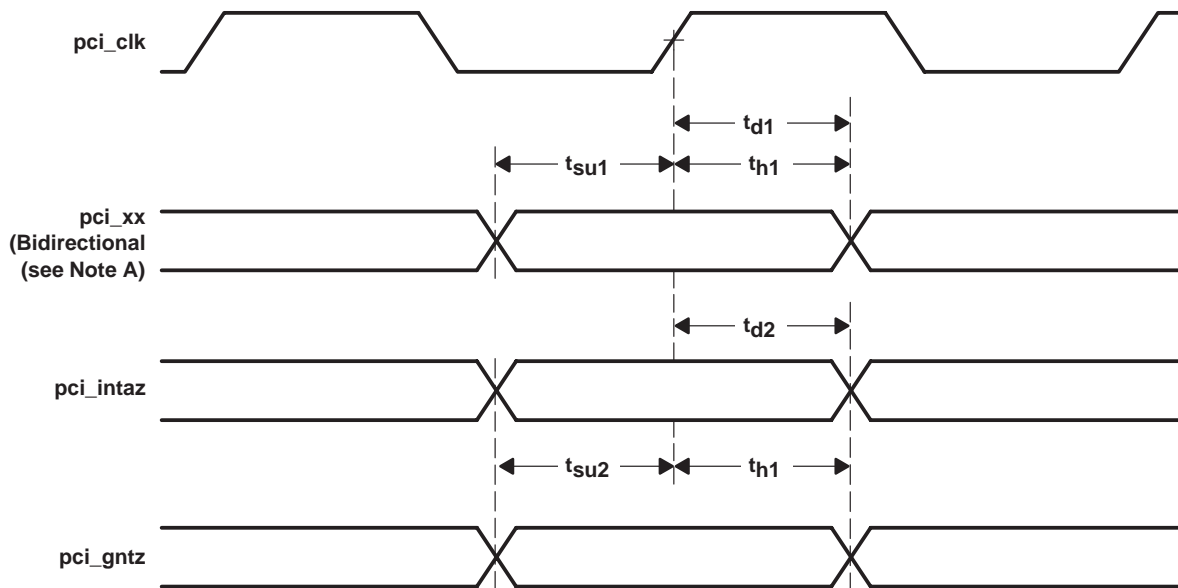 pci_clk
td1
tsu1
th1
pci_xx
(Bidirectional
(see Note A)
td2
pci_intaz
tsu2
th1
pci_gntz